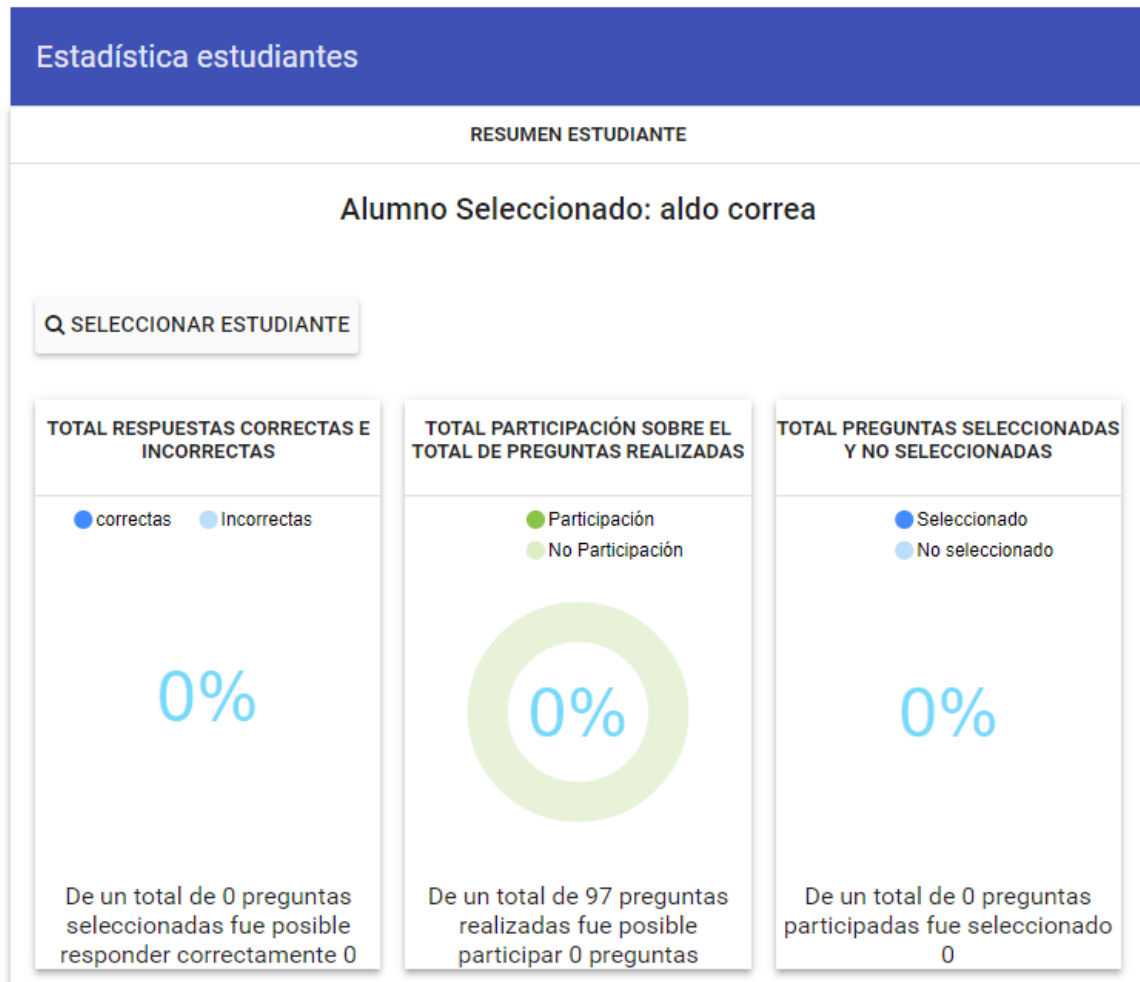 Estadística estudiantes
RESUMEN ESTUDIANTE
Alumno Seleccionado: aldo correa
SELECCIONAR ESTUDIANTE
TOTAL RESPUESTAS CORRECTAS E
INCORRECTAS
correctas Incorrectas
0%
De un total de 0 preguntas
seleccionadas fue posible
responder correctamente 0
TOTAL PARTICIPACIÓN SOBRE EL
TOTAL DE PREGUNTAS REALIZADAS
Participación
No Participación
0%
De un total de 97 preguntas
realizadas fue posible
participar 0 preguntas
TOTAL PREGUNTAS SELECCIONADAS
Y NO SELECCIONADAS
Seleccionado
No seleccionado
0%
De un total de 0 preguntas
participadas fue seleccionado
0